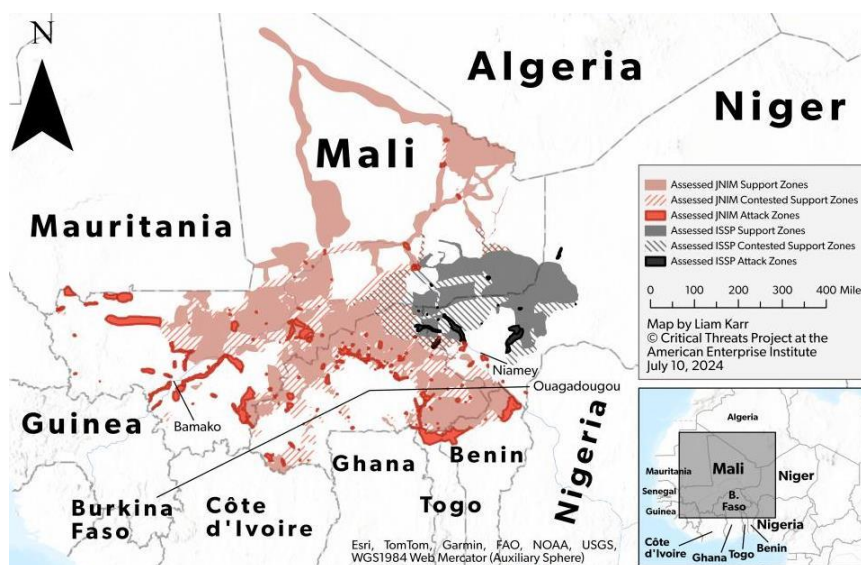 N
Algeria
Niger
Mali
Mauritania
Assessed JNIM Support Zones
Assessed JNIM Contested Support Zones
Assessed JNIM Attack Zones
Assessed ISSP Support Zones
Assessed ISSP Contested Support Zones
Assessed ISSP Attack Zones
0 100 200 300 400 Mile
Map by Liam Karr
© Critical Threats Project at the
American Enterprise Institute
July 10, 2024
Niamey
Ouagadougou
Guinea
Bamako
Burkina
Faso
Côte
d'Ivoire
Ghana
Togo
Benin
Nigeria
Esri, TomTom, Garmin, FAO, NOAA, USGS,
WGS1984 Web Mercator (Auxiliary Sphere)
Algeria
Mauritania
Mali
Niger
Senegal
B.
Faso
Guinea
Nigeria
Côte
d'Ivoire
Ghana
Togo
Benin